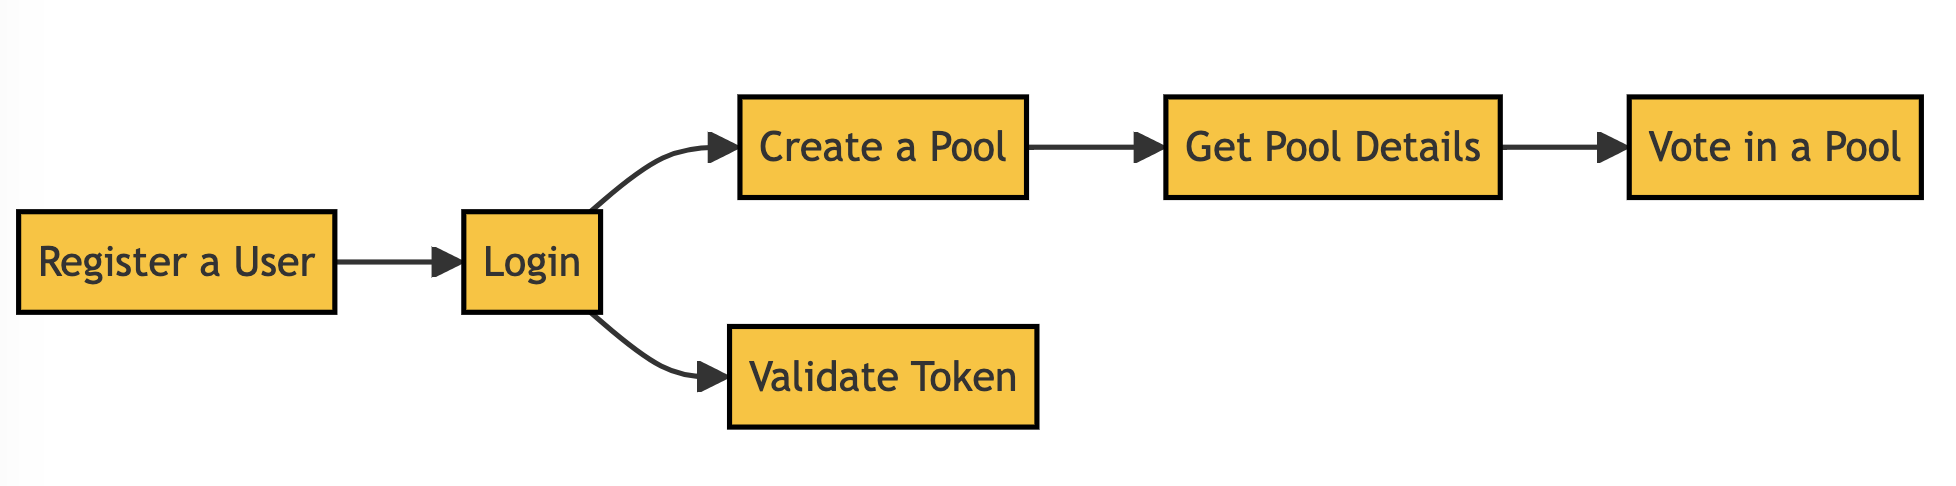 Register a User
Login
Create a Pool
Get Pool Details
Vote in a Pool
Validate Token